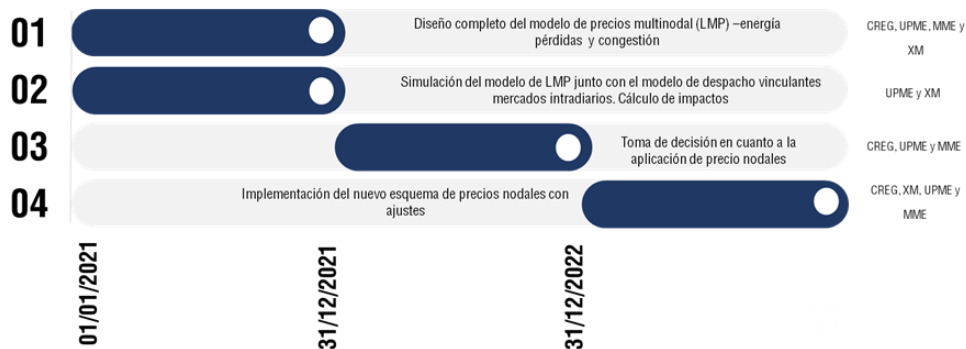 01
Diseño completo del modelo de precios multinodal (LMP) –energía
pérdidas y congestión
CREG, UPME, MME y
XM
02
Simulación del modelo de LMP junto con el modelo de despacho vinculantes
mercados intradiarios. Cálculo de impactos
UPME y XM
03
Toma de decisión en cuanto a la
aplicación de precio nodales
CREG, UPME y MME
04
Implementación del nuevo esquema de precios nodales con
ajustes
CREG, XM, UPME y
MME
01/01/2021
31/12/2021
31/12/2022